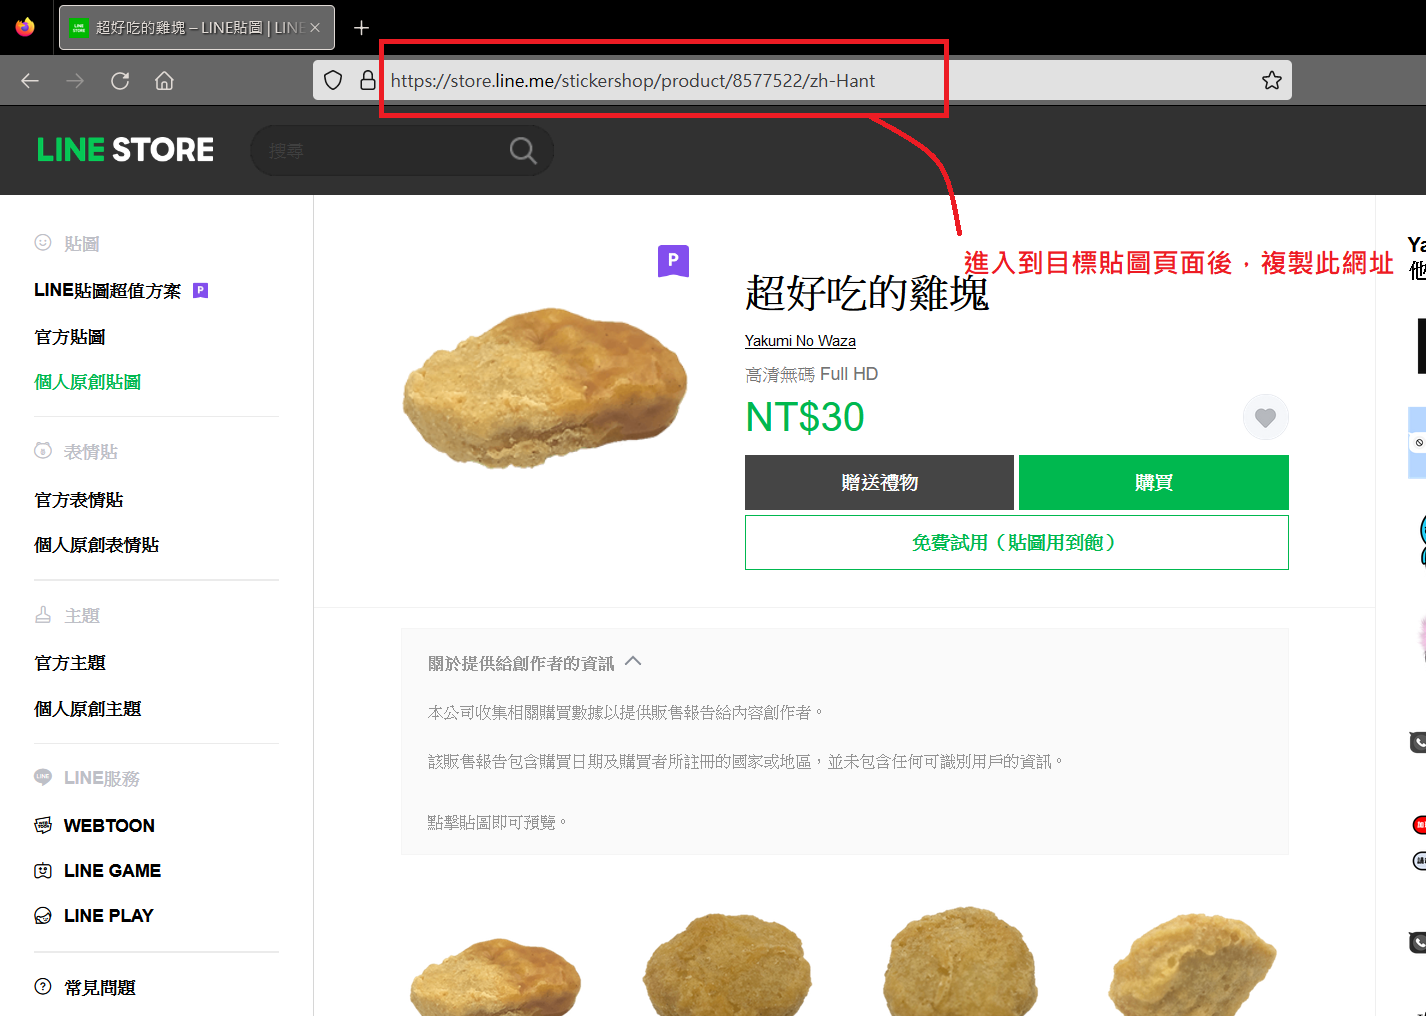 超好吃的雞塊 – LINE貼圖 | LINE
https://store.line.me/stickershop/product/8577522/zh-Hant
LINE STORE
搜尋
進入到目標貼圖頁面後，複製此網址
貼圖
LINE貼圖超值方案 P
官方貼圖
個人原創貼圖
表情貼
官方表情貼
個人原創表情貼
主題
官方主題
個人原創主題
LINE服務
WEBTOON
LINE GAME
LINE PLAY
常見問題
P
超好吃的雞塊
Yakumi No Waza
高清無碼 Full HD
NT$30
贈送禮物
購買
免費試用（貼圖用到飽）
關於提供給創作者的資訊
本公司收集相關購買數據以提供販售報告給內容創作者。
該販售報告包含購買日期及購買者所註冊的國家或地區，並未包含任何可識別用戶的資訊。
點擊貼圖即可預覽。
Ya
他